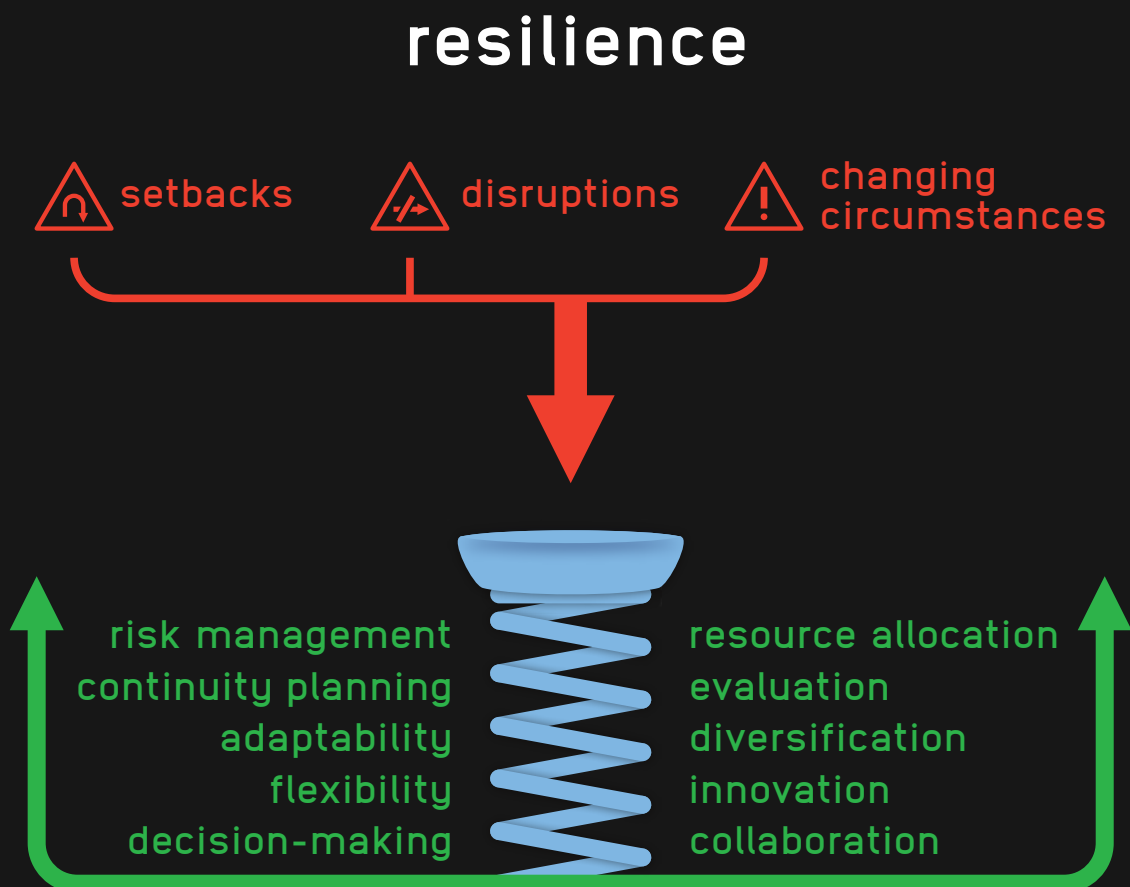 resilience
setbacks
disruptions
changing
circumstances
risk management
continuity planning
adaptability
flexibility
decision-making
resource allocation
evaluation
diversification
innovation
collaboration